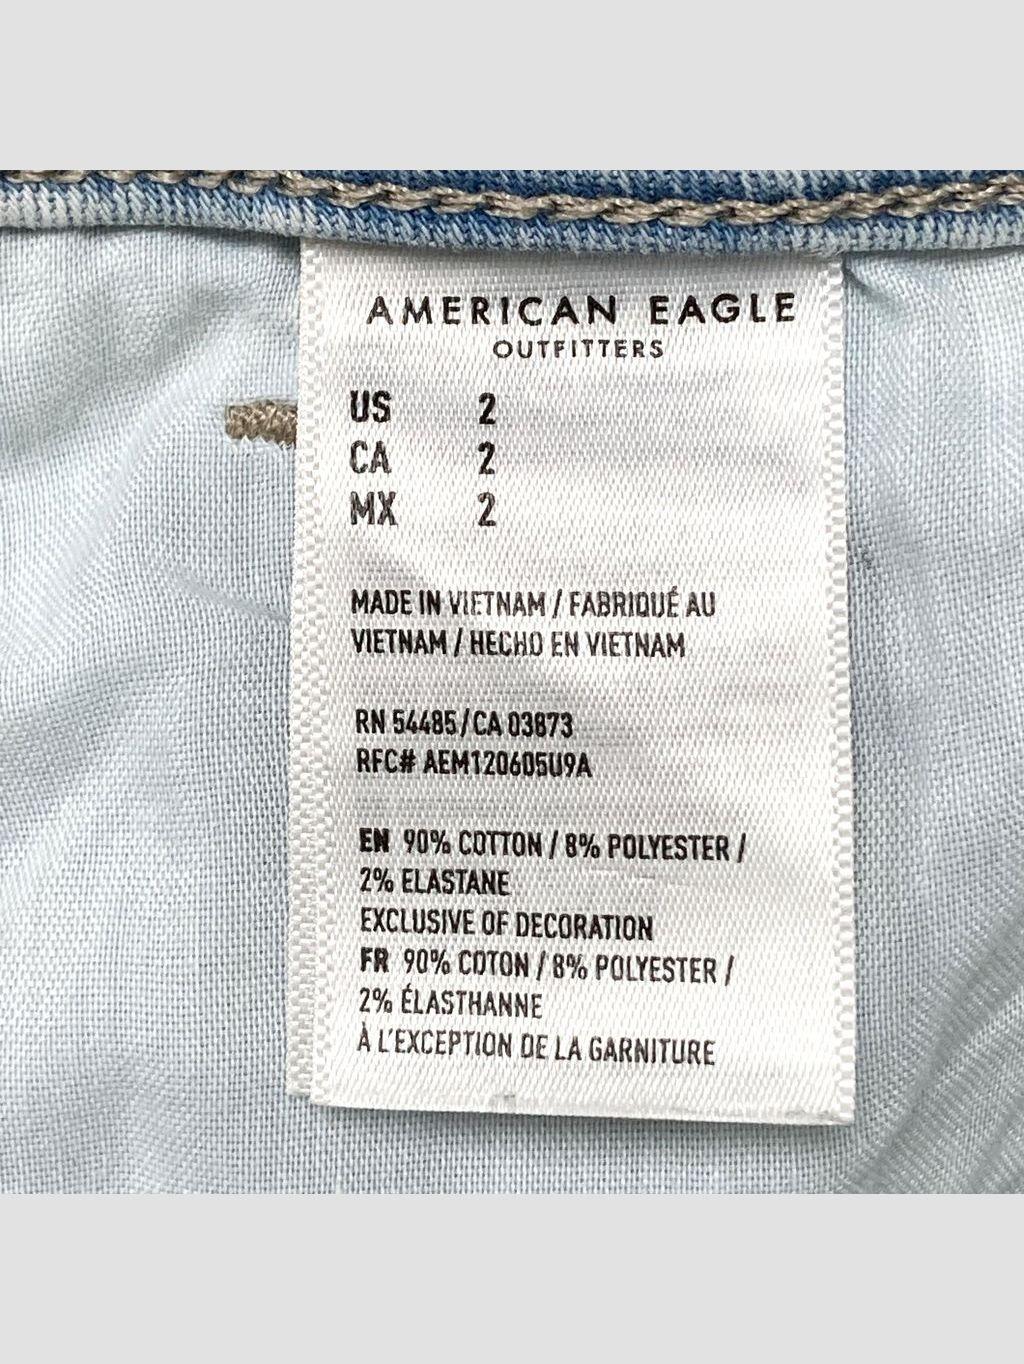 AMERICAN EAGLE
OUTFITTERS
US 2
CA 2
MX 2
MADE IN VIETNAM / FABRIQUÉ AU
VIETNAM / HECHO EN VIETNAM
RN 54485/CA 03873
RFC# AEM120605U9A
EN 90% COTTON / 8% POLYESTER /
2% ELASTANE
EXCLUSIVE OF DECORATION
FR 90% COTON / 8% POLYESTER /
2% ÉLASTHANNE
À L'EXCEPTION DE LA GARNITURE